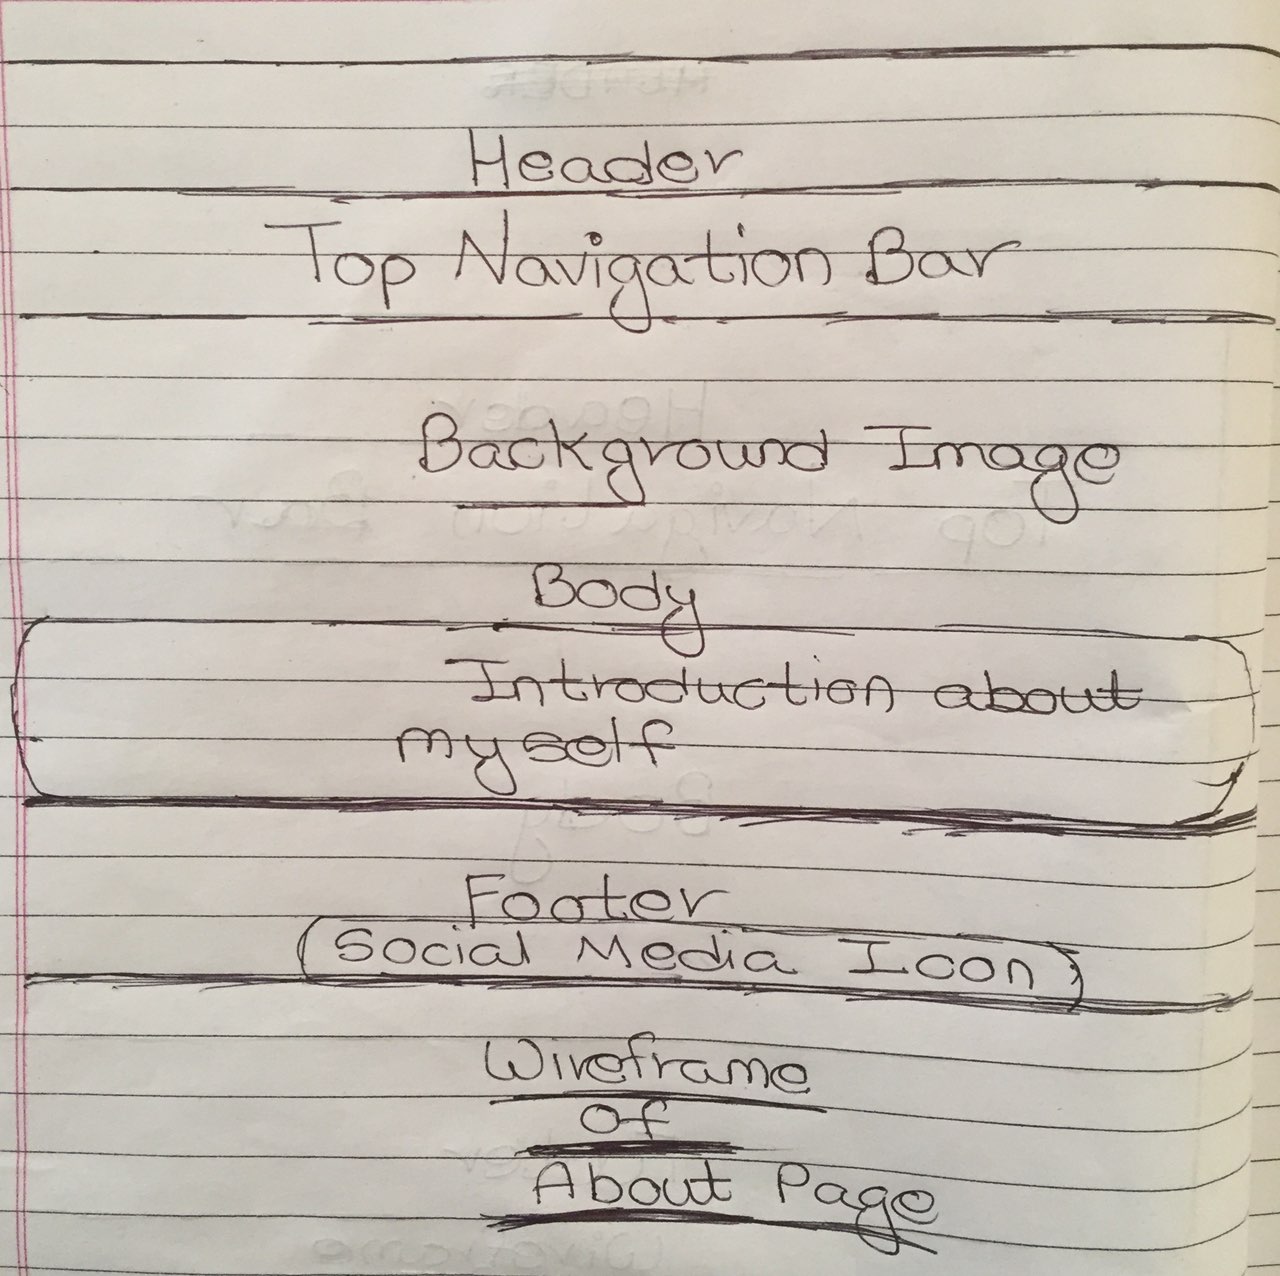 Header
Top Navigation Bar
Background Image
Body
Introduction about
myself
Footer
Social Media Icon
Wireframe
of
About Page